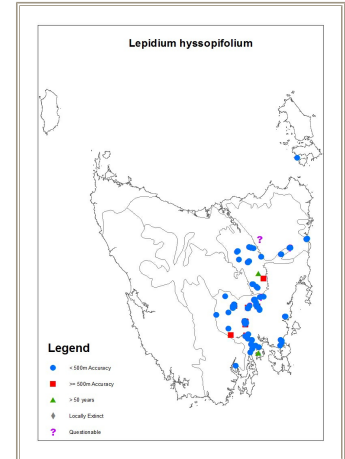 Lepidium hyssopifolium
?
Legend
< 500m Accuracy
>= 500m Accuracy
> 50 years
Locally Extinct
? Questionable